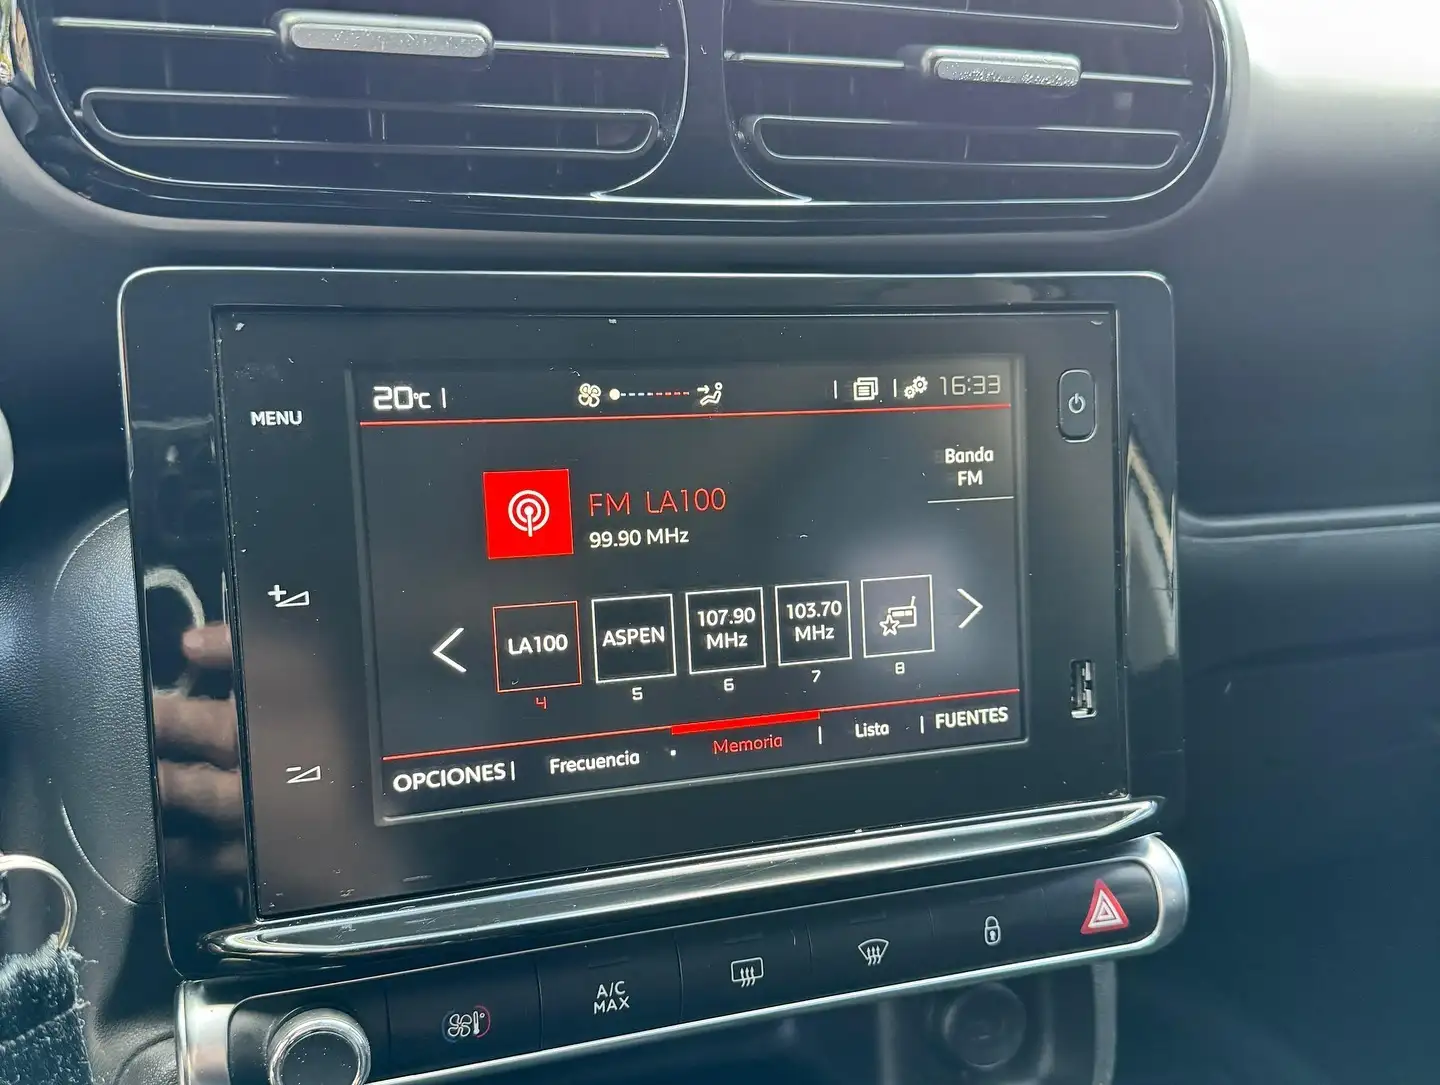 20°C
16:33
MENU
Banda
FM
FM LA100
99.90 MHz
LA100
ASPEN
107.90
MHz
103.70
MHz
4
5
6
7
8
OPCIONES
Frecuencia
Memoria
Lista
FUENTES
A/C
MAX